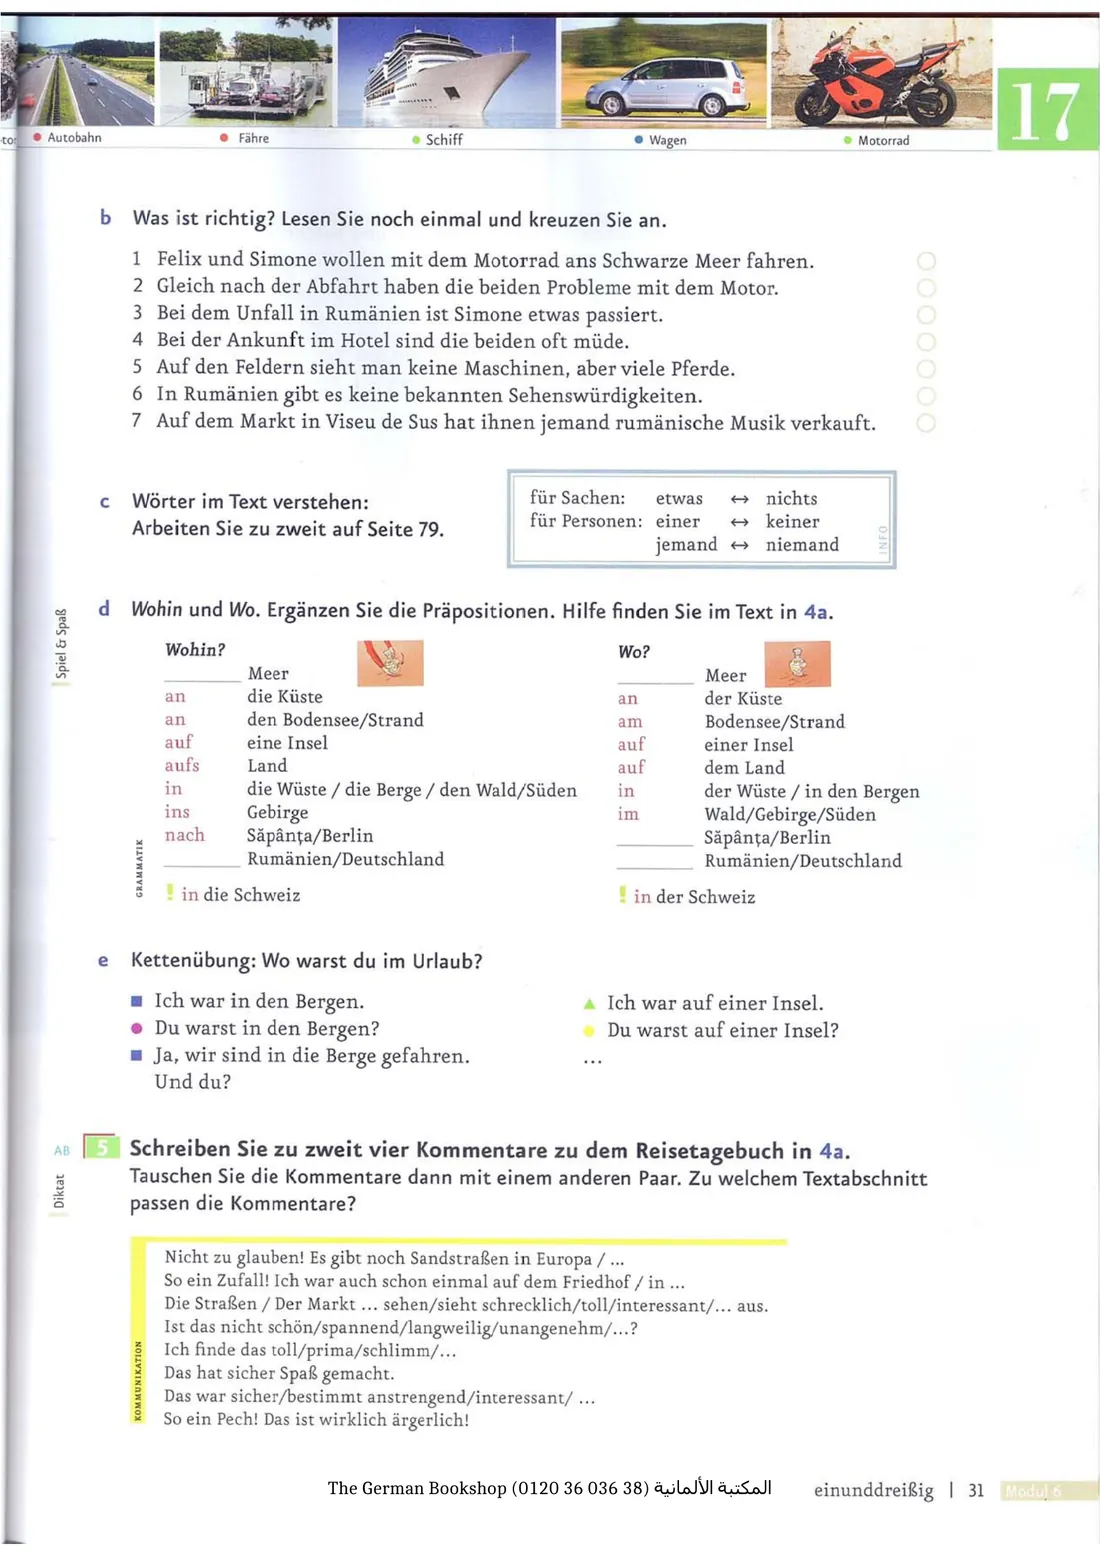 Autobahn
Fähre
Schiff
Wagen
Motorrad
17
b Was ist richtig? Lesen Sie noch einmal und kreuzen Sie an.
1 Felix und Simone wollen mit dem Motorrad ans Schwarze Meer fahren.
2 Gleich nach der Abfahrt haben die beiden Probleme mit dem Motor.
3 Bei dem Unfall in Rumänien ist Simone etwas passiert.
4 Bei der Ankunft im Hotel sind die beiden oft müde.
5 Auf den Feldern sieht man keine Maschinen, aber viele Pferde.
6 In Rumänien gibt es keine bekannten Sehenswürdigkeiten.
7 Auf dem Markt in Viseu de Sus hat ihnen jemand rumänische Musik verkauft.
c Wörter im Text verstehen:
Arbeiten Sie zu zweit auf Seite 79.
für Sachen: etwas ↔ nichts
für Personen: einer ↔ keiner
jemand ↔ niemand
INFO
Spiel & Spaß
d Wohin und Wo. Ergänzen Sie die Präpositionen. Hilfe finden Sie im Text in 4a.
GRAMMATIK
Wohin?
_______ Meer
an die Küste
an den Bodensee/Strand
auf eine Insel
aufs Land
in die Wüste / die Berge / den Wald/Süden
ins Gebirge
nach Săpânţa/Berlin
_______ Rumänien/Deutschland
! in die Schweiz
Wo?
_______ Meer
an der Küste
am Bodensee/Strand
auf einer Insel
auf dem Land
in der Wüste / in den Bergen
im Wald/Gebirge/Süden
_______ Săpânţa/Berlin
_______ Rumänien/Deutschland
! in der Schweiz
e Kettenübung: Wo warst du im Urlaub?
■ Ich war in den Bergen.
● Du warst in den Bergen?
■ Ja, wir sind in die Berge gefahren.
Und du?
▲ Ich war auf einer Insel.
● Du warst auf einer Insel?
...
AB
Diktat
5 Schreiben Sie zu zweit vier Kommentare zu dem Reisetagebuch in 4a.
Tauschen Sie die Kommentare dann mit einem anderen Paar. Zu welchem Textabschnitt
passen die Kommentare?
KOMMUNIKATION
Nicht zu glauben! Es gibt noch Sandstraßen in Europa / ...
So ein Zufall! Ich war auch schon einmal auf dem Friedhof / in ...
Die Straßen / Der Markt ... sehen/sieht schrecklich/toll/interessant/... aus.
Ist das nicht schön/spannend/langweilig/unangenehm/...?
Ich finde das toll/prima/schlimm/...
Das hat sicher Spaß gemacht.
Das war sicher/bestimmt anstrengend/interessant/ ...
So ein Pech! Das ist wirklich ärgerlich!
The German Bookshop (0120 36 036 38) المكتبة الألمانية
einunddreißig | 31 Modul 6